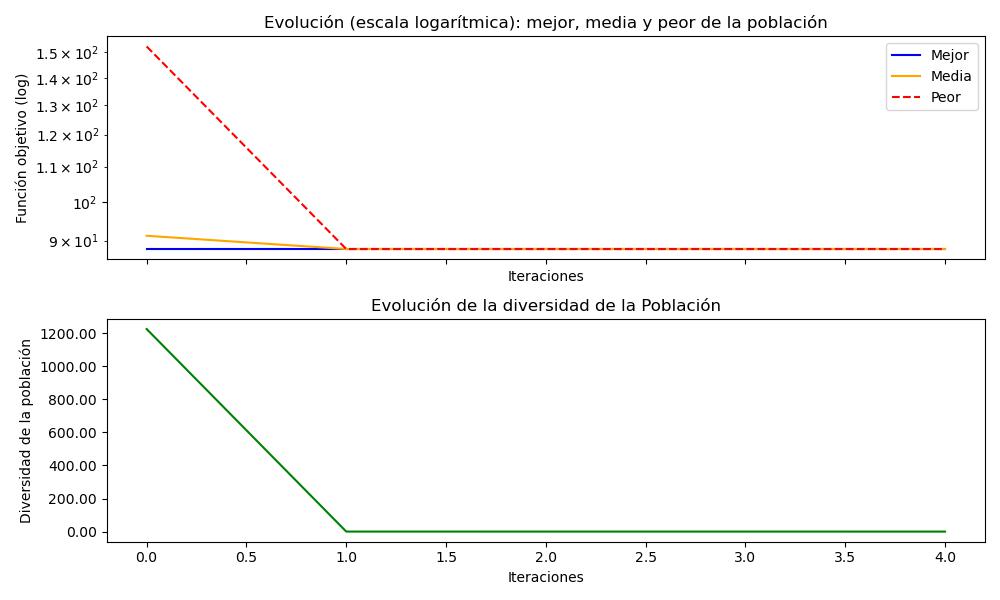 Evolución (escala logarítmica): mejor, media y peor de la población
Función objetivo (log)
1.5 × 10²
1.4 × 10²
1.3 × 10²
1.2 × 10²
1.1 × 10²
10²
9 × 10¹
Mejor
Media
Peor
Iteraciones
Evolución de la diversidad de la Población
Diversidad de la población
1200.00
1000.00
800.00
600.00
400.00
200.00
0.00
0.0 0.5 1.0 1.5 2.0 2.5 3.0 3.5 4.0
Iteraciones